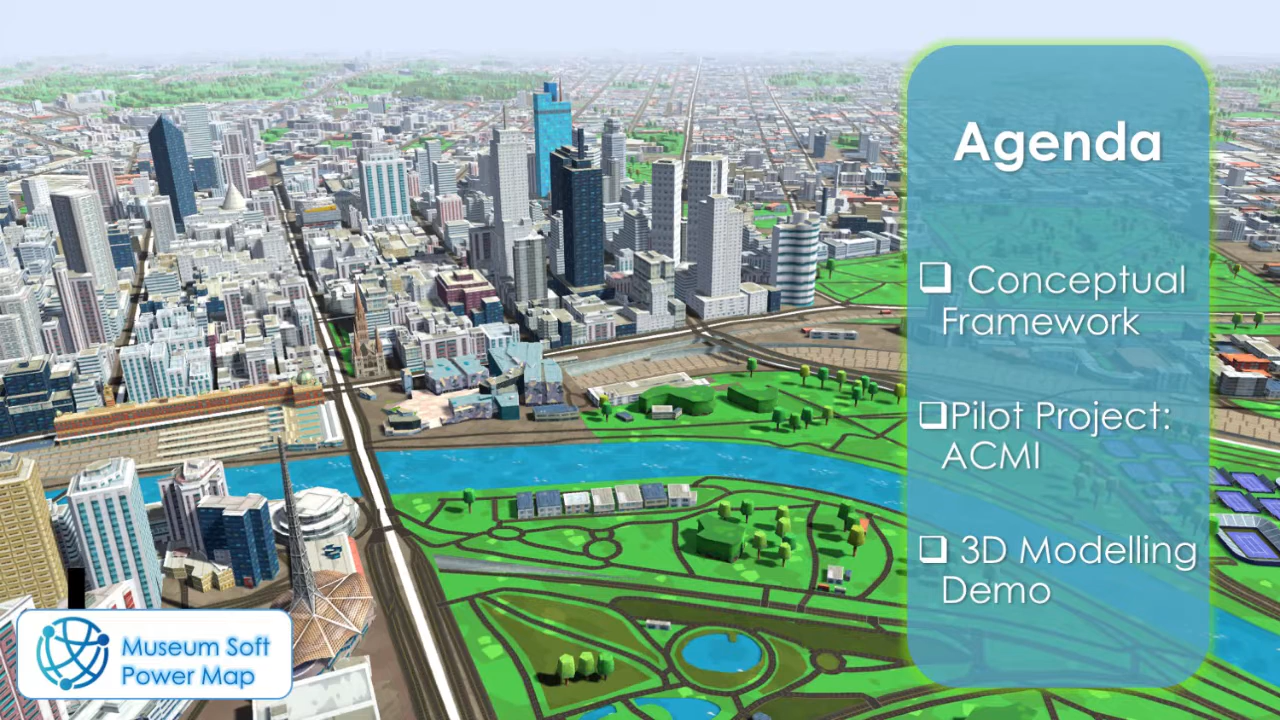 Agenda
❑ Conceptual
Framework
❑Pilot Project:
ACMI
❑ 3D Modelling
Demo
Museum Soft
Power Map